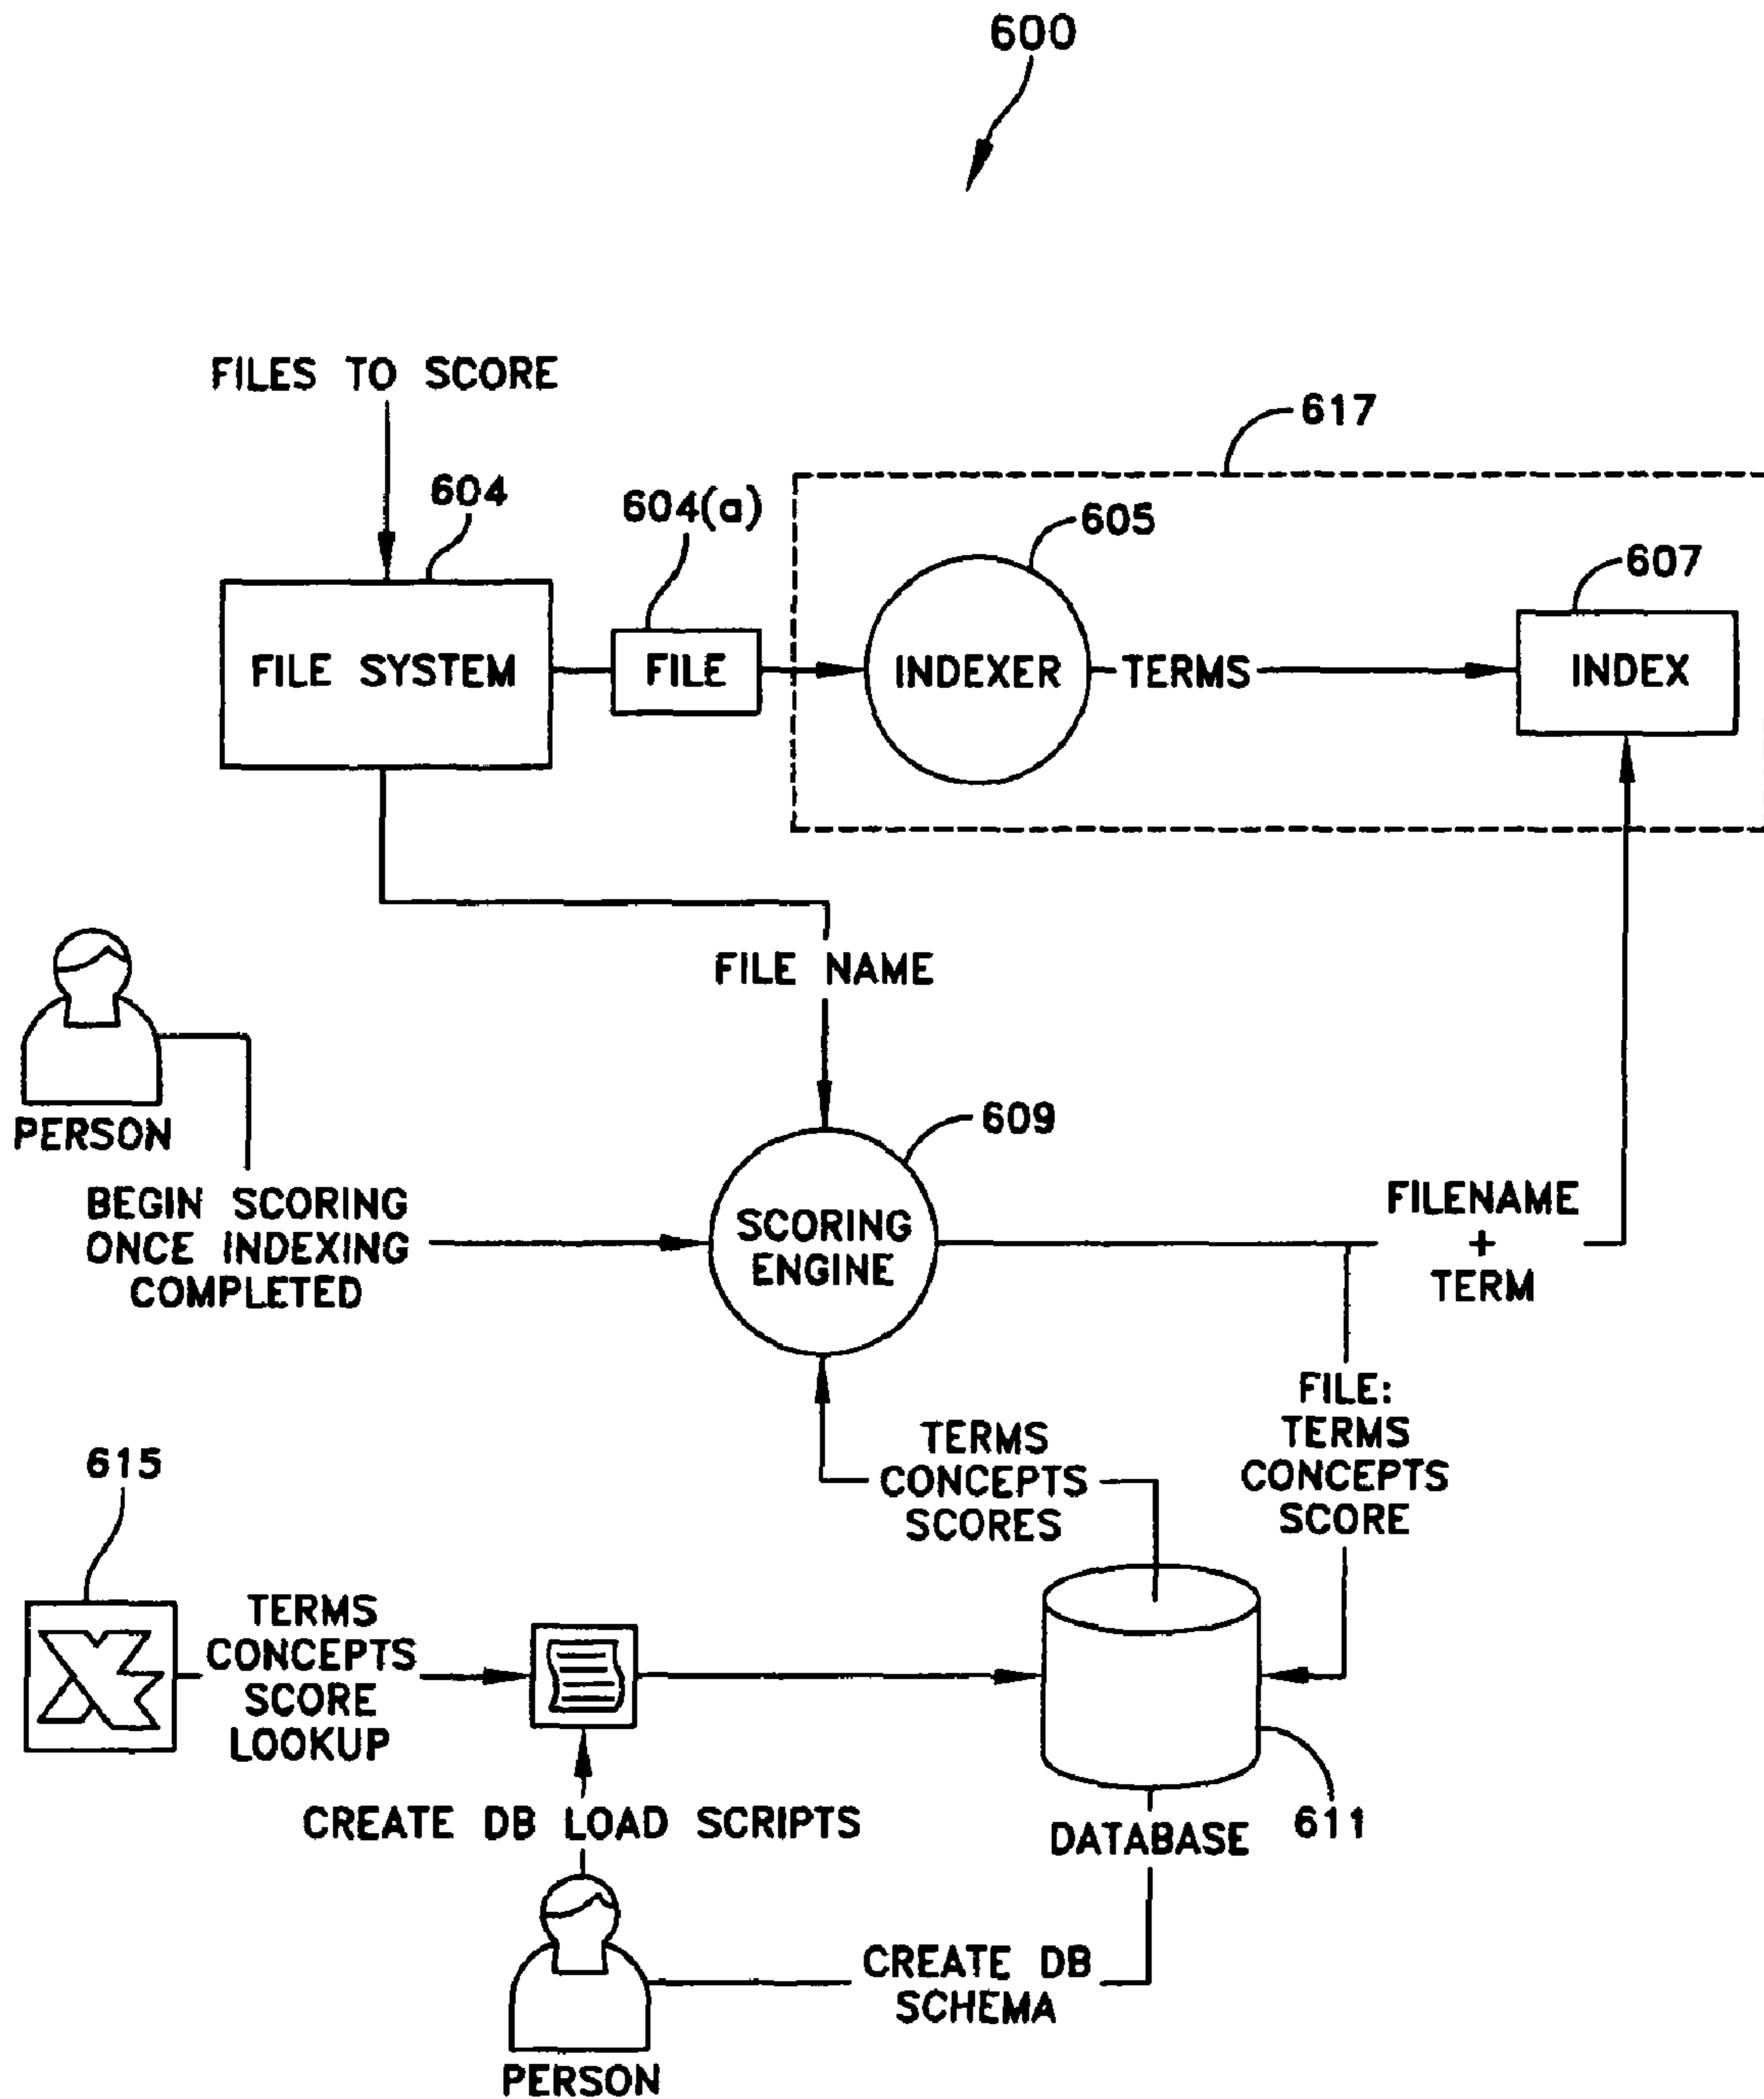 600
FILES TO SCORE
617
604
604(a)
605
607
FILE SYSTEM
FILE
INDEXER
TERMS
INDEX
FILE NAME
PERSON
609
BEGIN SCORING
ONCE INDEXING
COMPLETED
SCORING
ENGINE
FILENAME
+
TERM
FILE:
TERMS
CONCEPTS
SCORE
TERMS
CONCEPTS
SCORES
615
TERMS
CONCEPTS
SCORE
LOOKUP
CREATE DB LOAD SCRIPTS
DATABASE
611
CREATE DB
SCHEMA
PERSON